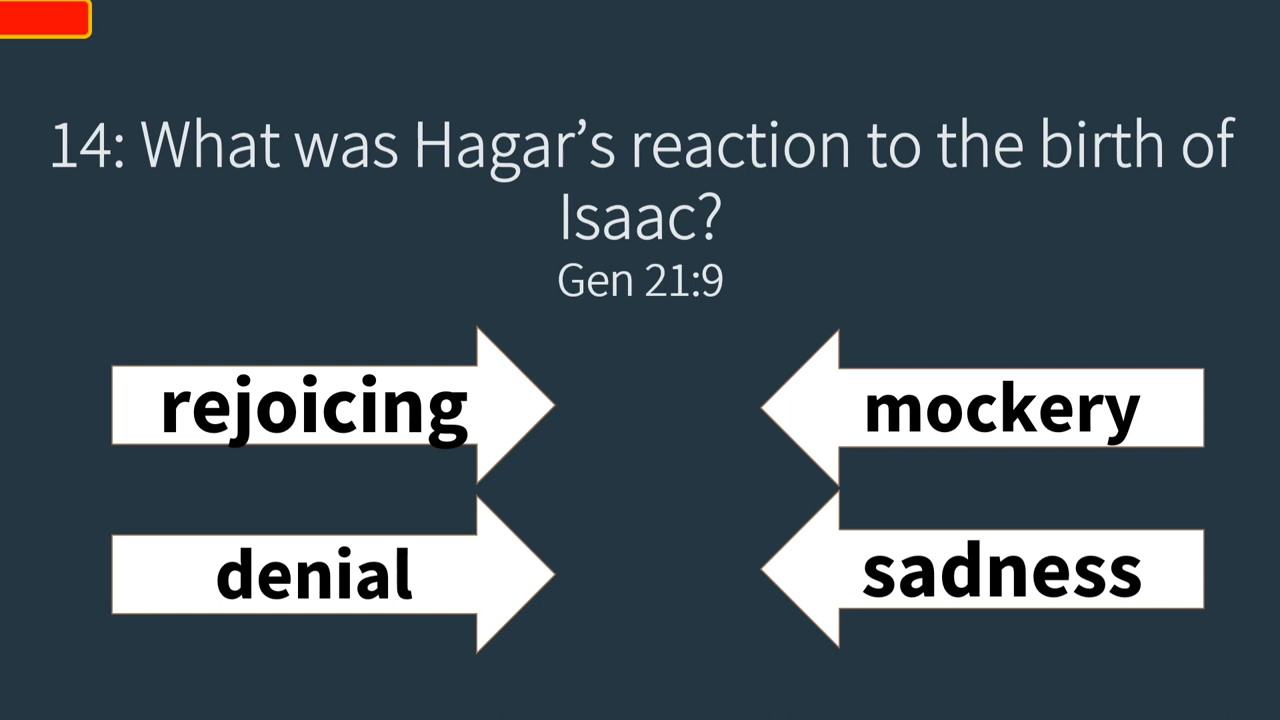 14: What was Hagar’s reaction to the birth of
Isaac?
Gen 21:9
rejoicing
mockery
denial
sadness